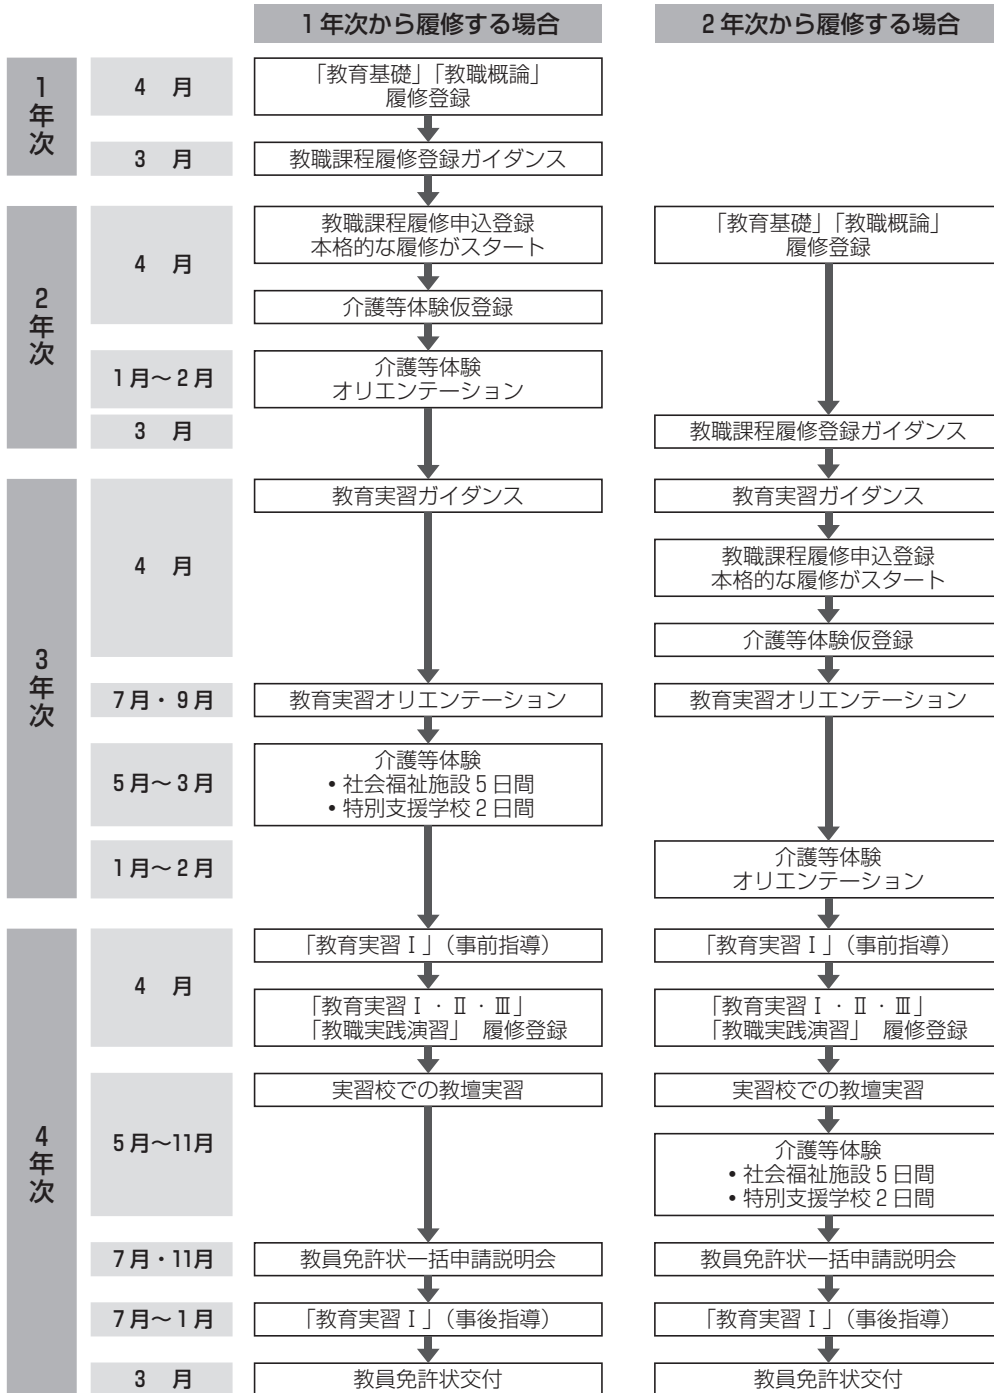 1年次から履修する場合
2年次から履修する場合
1年次
4 月
「教育基礎」「教職概論」
履修登録
3 月
教職課程履修登録ガイダンス
2年次
4 月
教職課程履修申込登録
本格的な履修がスタート
「教育基礎」「教職概論」
履修登録
介護等体験仮登録
1月～2月
介護等体験
オリエンテーション
3 月
教職課程履修登録ガイダンス
3年次
4 月
教育実習ガイダンス
教育実習ガイダンス
教職課程履修申込登録
本格的な履修がスタート
介護等体験仮登録
7月・9月
教育実習オリエンテーション
教育実習オリエンテーション
5月～3月
介護等体験
•社会福祉施設5日間
•特別支援学校2日間
1月～2月
介護等体験
オリエンテーション
4年次
4 月
「教育実習Ⅰ」（事前指導）
「教育実習Ⅰ」（事前指導）
「教育実習Ⅰ・Ⅱ・Ⅲ」
「教職実践演習」 履修登録
「教育実習Ⅰ・Ⅱ・Ⅲ」
「教職実践演習」 履修登録
5月～11月
実習校での教壇実習
実習校での教壇実習
介護等体験
•社会福祉施設5日間
•特別支援学校2日間
7月・11月
教員免許状一括申請説明会
教員免許状一括申請説明会
7月～1月
「教育実習Ⅰ」（事後指導）
「教育実習Ⅰ」（事後指導）
3 月
教員免許状交付
教員免許状交付